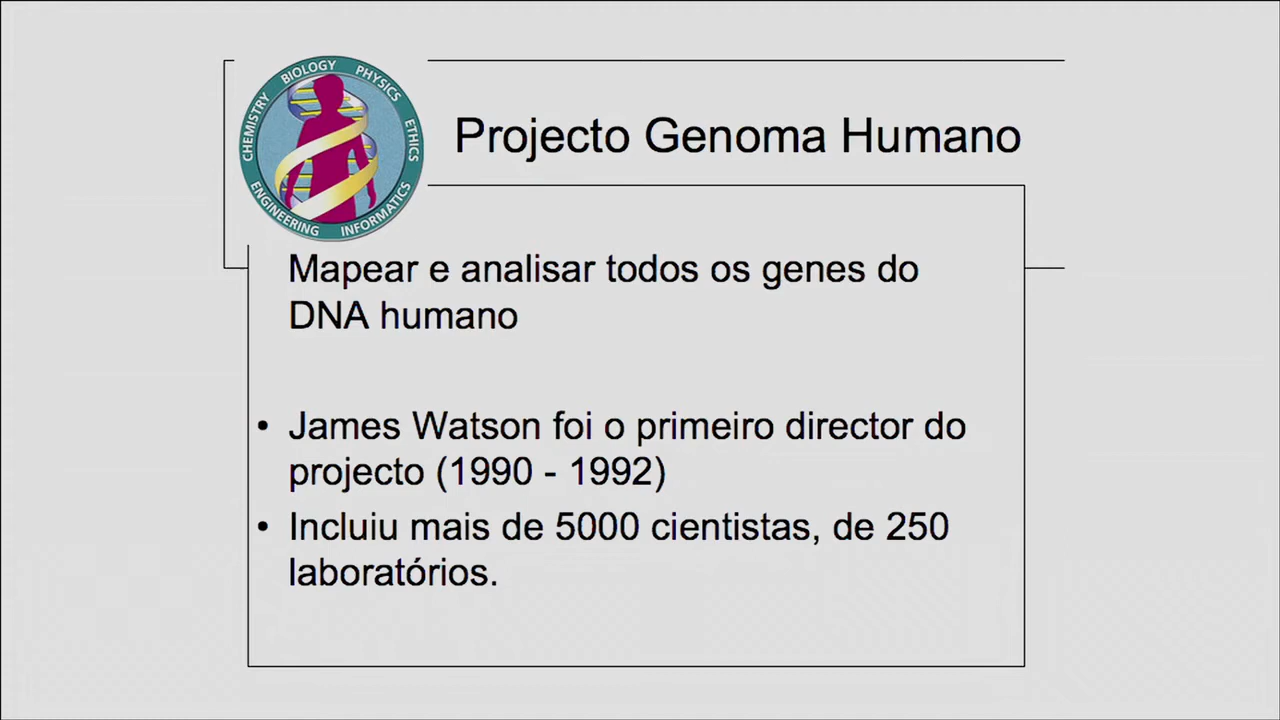 CHEMISTRY BIOLOGY PHYSICS ETHICS
ENGINEERING INFORMATICS
Projecto Genoma Humano
Mapear e analisar todos os genes do
DNA humano
• James Watson foi o primeiro director do
projecto (1990 - 1992)
• Incluiu mais de 5000 cientistas, de 250
laboratórios.